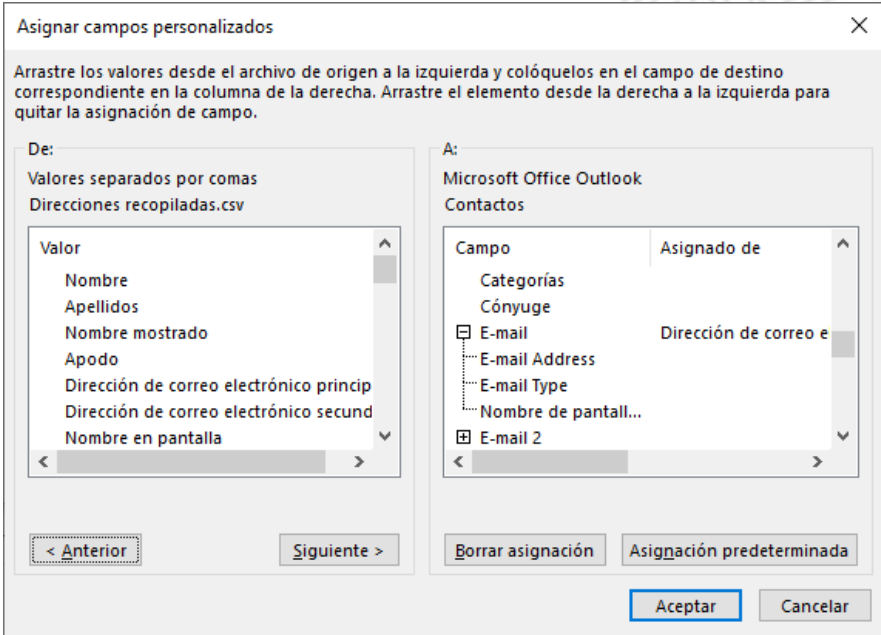 Asignar campos personalizados
Arrastre los valores desde el archivo de origen a la izquierda y colóquelos en el campo de destino
correspondiente en la columna de la derecha. Arrastre el elemento desde la derecha a la izquierda para
quitar la asignación de campo.
De:
Valores separados por comas
Direcciones recopiladas.csv
Valor
Nombre
Apellidos
Nombre mostrado
Apodo
Dirección de correo electrónico princip
Dirección de correo electrónico secund
Nombre en pantalla
< Anterior
Siguiente >
A:
Microsoft Office Outlook
Contactos
Campo Asignado de
Categorías
Cónyuge
E-mail Dirección de correo e
E-mail Address
E-mail Type
Nombre de pantall...
E-mail 2
Borrar asignación
Asignación predeterminada
Aceptar
Cancelar